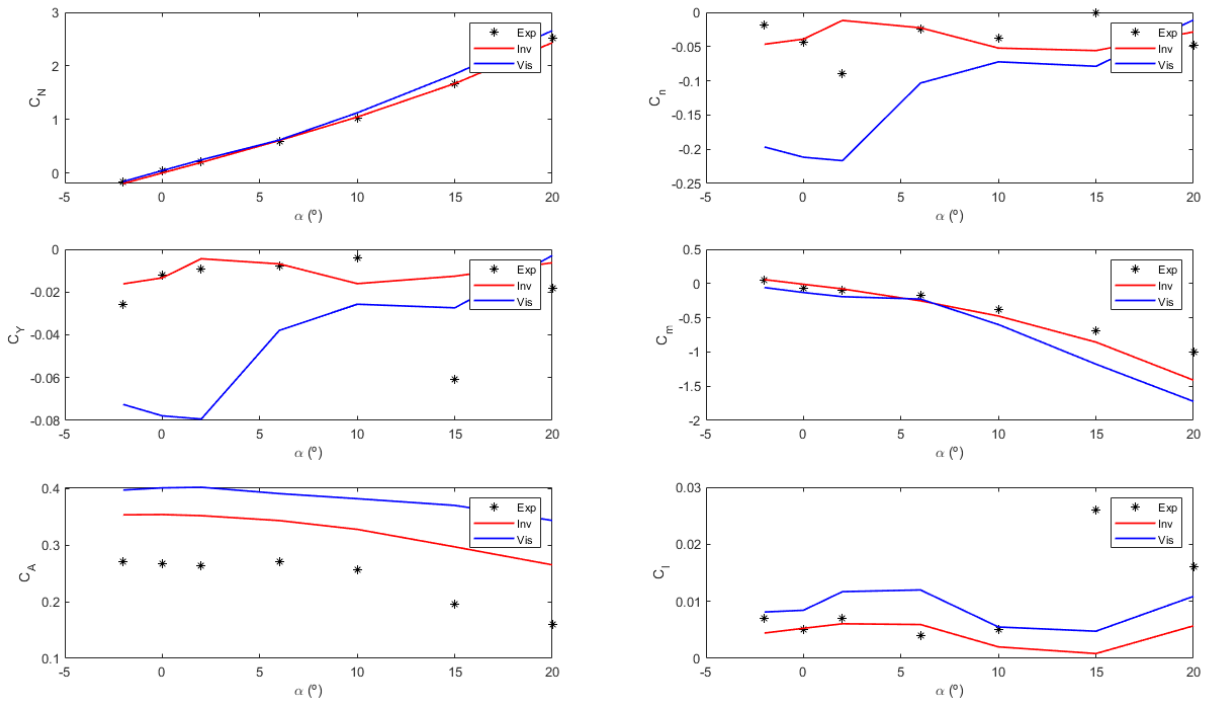 3
2
1
0
-5
0
5
10
15
20
C_N
α (º)
Exp
Inv
Vis
0
-0.05
-0.1
-0.15
-0.2
-0.25
-5
0
5
10
15
20
C_n
α (º)
Exp
Inv
Vis
0
-0.02
-0.04
-0.06
-0.08
-5
0
5
10
15
20
C_Y
α (º)
Exp
Inv
Vis
0.5
0
-0.5
-1
-1.5
-2
-5
0
5
10
15
20
C_m
α (º)
Exp
Inv
Vis
0.4
0.3
0.2
0.1
-5
0
5
10
15
20
C_A
α (º)
Exp
Inv
Vis
0.03
0.02
0.01
0
-5
0
5
10
15
20
C_l
α (º)
Exp
Inv
Vis